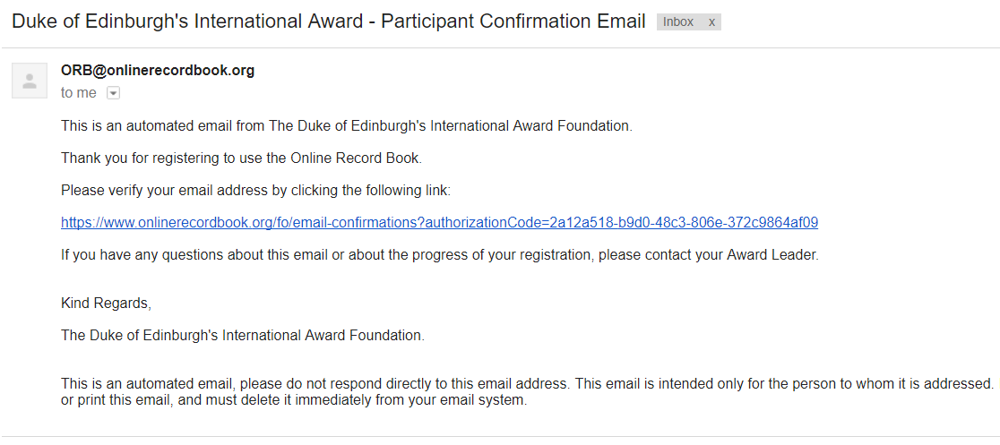 Duke of Edinburgh's International Award - Participant Confirmation Email Inbox x
ORB@onlinerecordbook.org
to me
This is an automated email from The Duke of Edinburgh's International Award Foundation.
Thank you for registering to use the Online Record Book.
Please verify your email address by clicking the following link:
https://www.onlinerecordbook.org/fo/email-confirmations?authorizationCode=2a12a518-b9d0-48c3-806e-372c9864af09
If you have any questions about this email or about the progress of your registration, please contact your Award Leader.
Kind Regards,
The Duke of Edinburgh's International Award Foundation.
This is an automated email, please do not respond directly to this email address. This email is intended only for the person to whom it is addressed.
or print this email, and must delete it immediately from your email system.